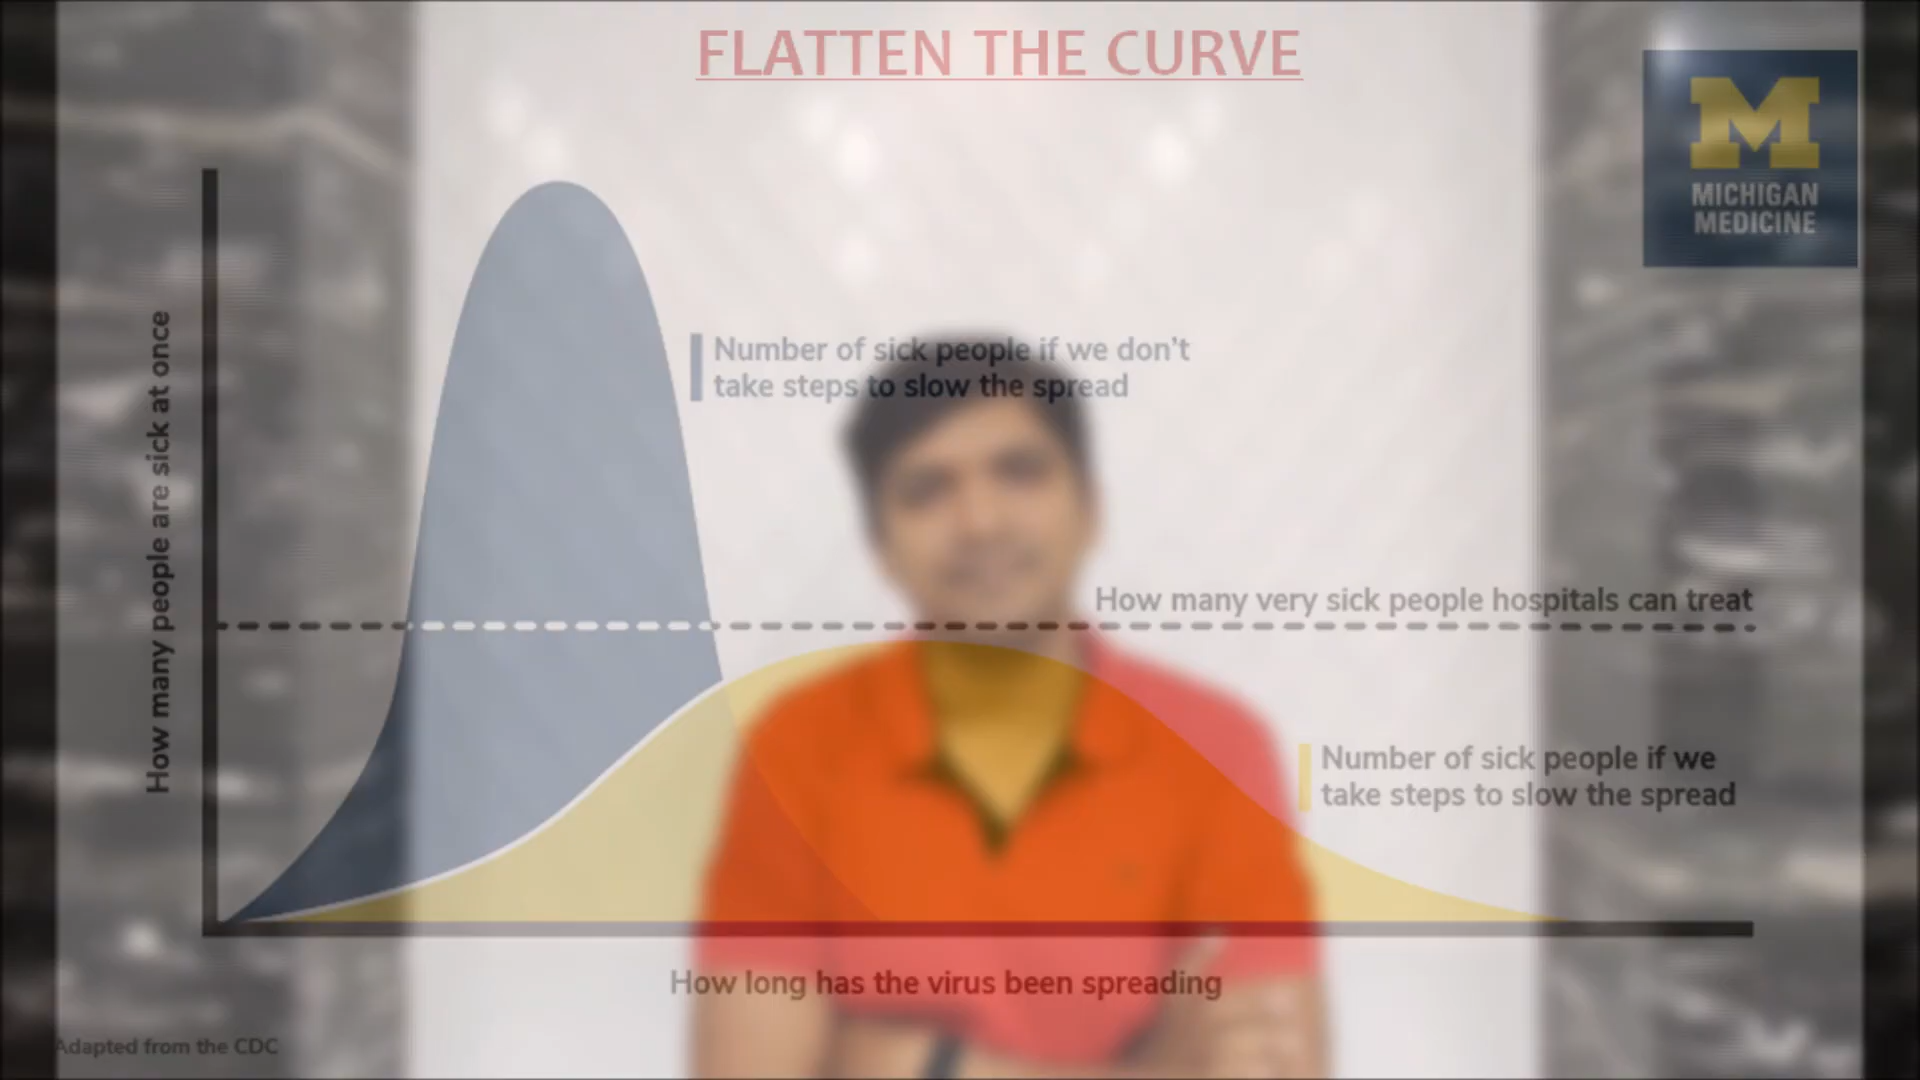 FLATTEN THE CURVE
M
MICHIGAN
MEDICINE
How many people are sick at once
Number of sick people if we don't
take steps to slow the spread
How many very sick people hospitals can treat
Number of sick people if we
take steps to slow the spread
How long has the virus been spreading
Adapted from the CDC